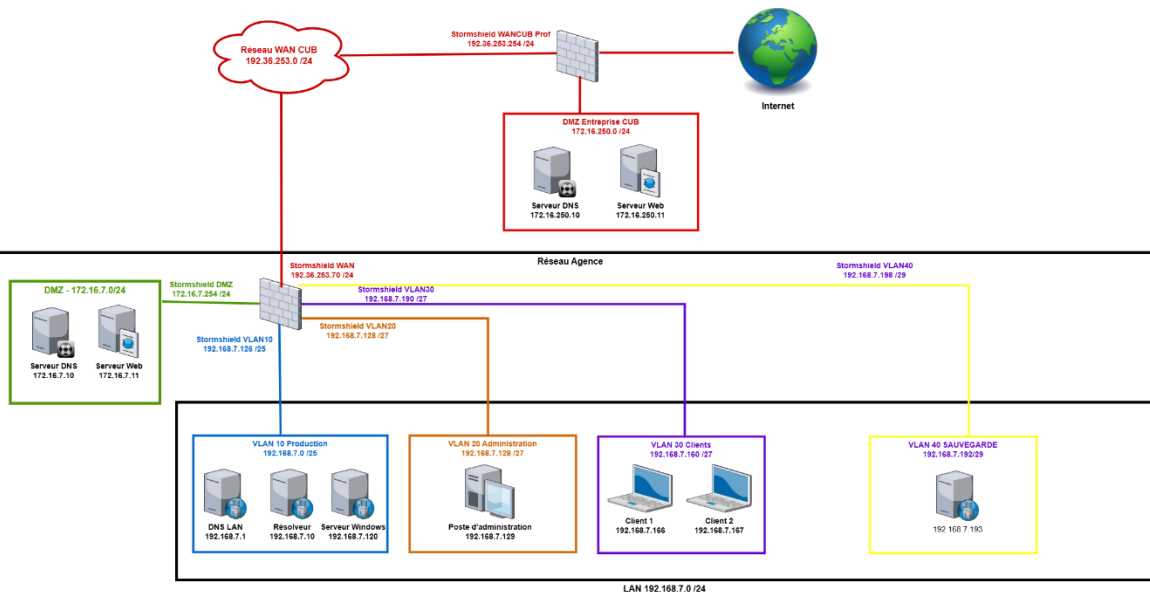 Stormshield WANCUB Prof
192.36.253.254 /24
Réseau WAN CUB
192.36.253.0 /24
Internet
DMZ Entreprise CUB
172.16.250.0 /24
Serveur DNS
172.16.250.10
Serveur Web
172.16.250.11
Réseau Agence
Stormshield WAN
192.36.253.70 /24
Stormshield VLAN40
192.168.7.198 /29
DMZ - 172.16.7.0/24
Stormshield DMZ
172.16.7.254 /24
Stormshield VLAN30
192.168.7.190 /27
Stormshield VLAN20
192.168.7.128 /27
Stormshield VLAN10
192.168.7.126 /25
Serveur DNS
172.16.7.10
Serveur Web
172.16.7.11
VLAN 10 Production
192.168.7.0 /25
DNS LAN
192.168.7.1
Résolveur
192.168.7.10
Serveur Windows
192.168.7.120
VLAN 20 Administration
192.168.7.128 /27
Poste d'administration
192.168.7.129
VLAN 30 Clients
192.168.7.160 /27
Client 1
192.168.7.166
Client 2
192.168.7.167
VLAN 40 SAUVEGARDE
192.168.7.192/29
192.168.7.193
LAN 192.168.7.0 /24